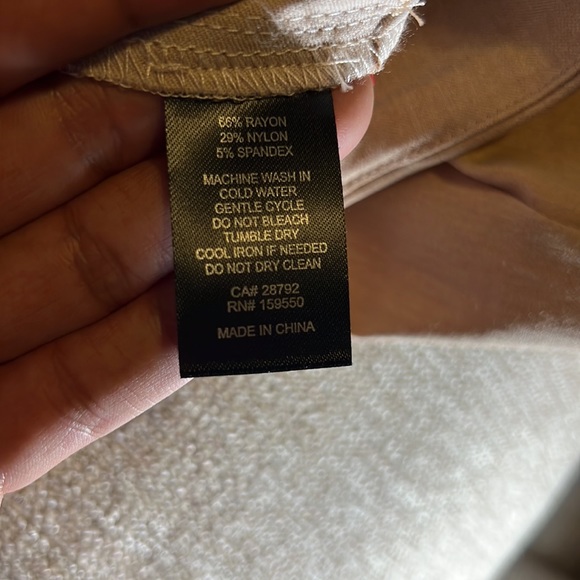 66% RAYON
29% NYLON
5% SPANDEX
MACHINE WASH IN
COLD WATER
GENTLE CYCLE
DO NOT BLEACH
TUMBLE DRY
COOL IRON IF NEEDED
DO NOT DRY CLEAN
CA# 28792
RN# 159550
MADE IN CHINA